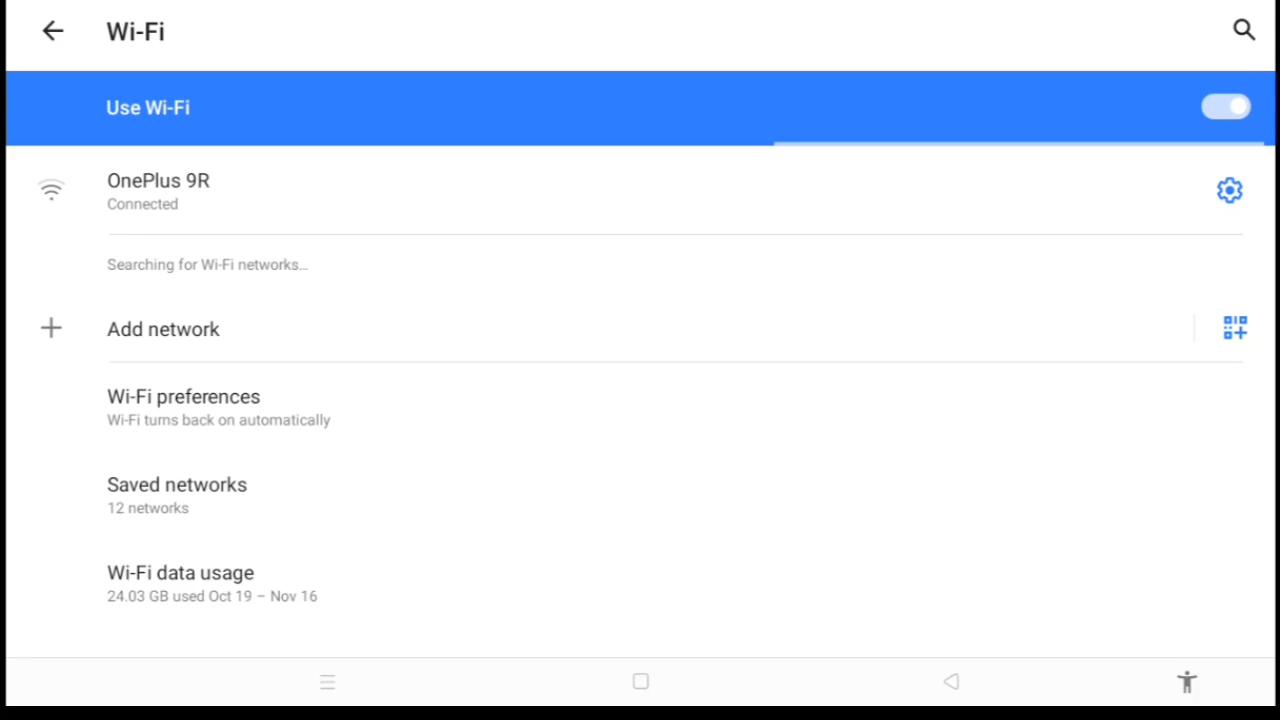 Wi-Fi
Use Wi-Fi
OnePlus 9R
Connected
Searching for Wi-Fi networks…
Add network
Wi-Fi preferences
Wi-Fi turns back on automatically
Saved networks
12 networks
Wi-Fi data usage
24.03 GB used Oct 19 – Nov 16